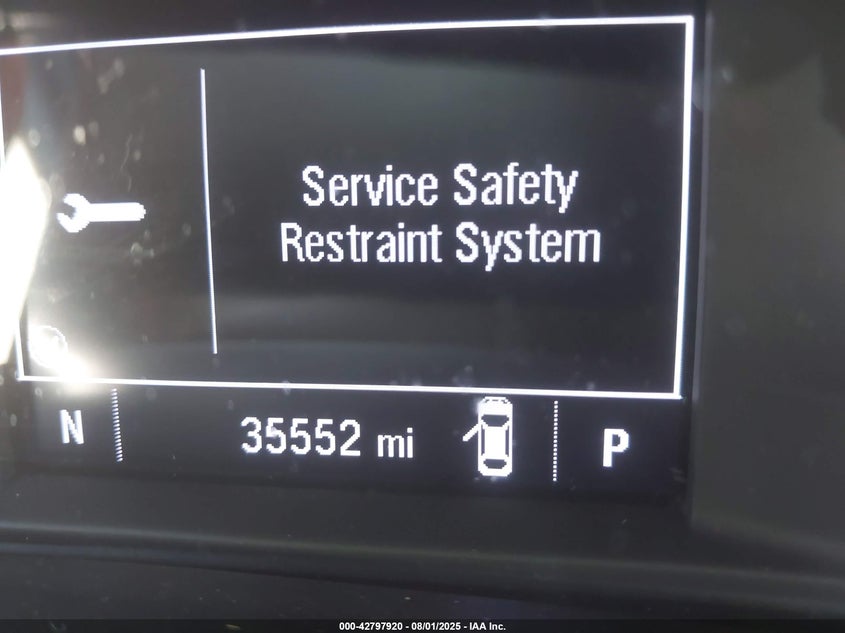 Service Safety
Restraint System
N
35552 mi
P
000-42797920 - 08/01/2025 - IAA Inc.